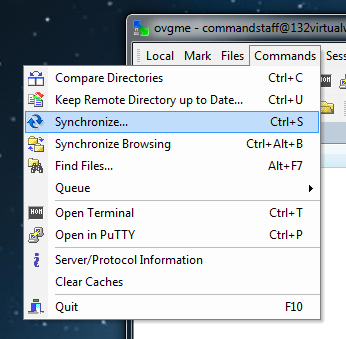 ovgme - commandstaff@132virtualw
Local Mark Files Commands Sess
Compare Directories Ctrl+C
Keep Remote Directory up to Date... Ctrl+U
Synchronize... Ctrl+S
Synchronize Browsing Ctrl+Alt+B
Find Files... Alt+F7
Queue
Open Terminal Ctrl+T
Open in PuTTY Ctrl+P
Server/Protocol Information
Clear Caches
Quit F10